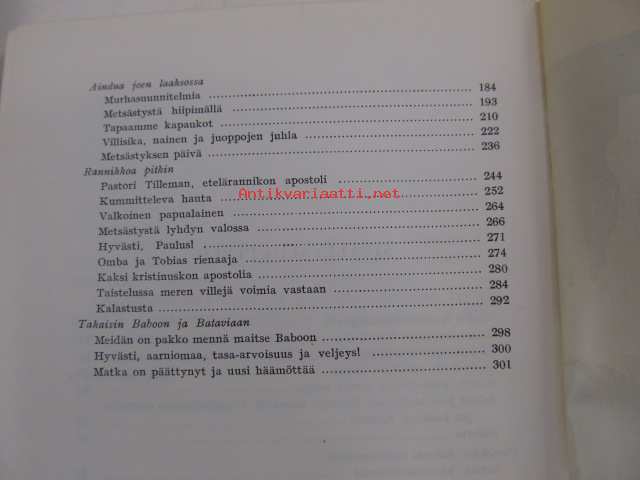 Aindua joen laaksossa
Murhasuunnitelmia 184
Metsästystä hiipimällä 193
Tapaamme kapaukot 210
Villisika, nainen ja juoppojen juhla 222
Metsästyksen päivä 236
Rannikkoa pitkin
Pastori Tilleman, etelärannikon apostoli 244
Kummitteleva hauta 252
Antikvariaatti.net
Valkoinen papualainen 264
Metsästystä lyhdyn valossa 266
Hyvästi, Paulus! 271
Omba ja Tobias rienaaja 274
Kaksi kristinuskon apostolia 280
Taistelussa meren villejä voimia vastaan 284
Kalastusta 292
Takaisin Baboon ja Bataviaan
Meidän on pakko mennä maitse Baboon 298
Hyvästi, aarniomaa, tasa-arvoisuus ja veljeys! 300
Matka on päättynyt ja uusi häämöttää 301